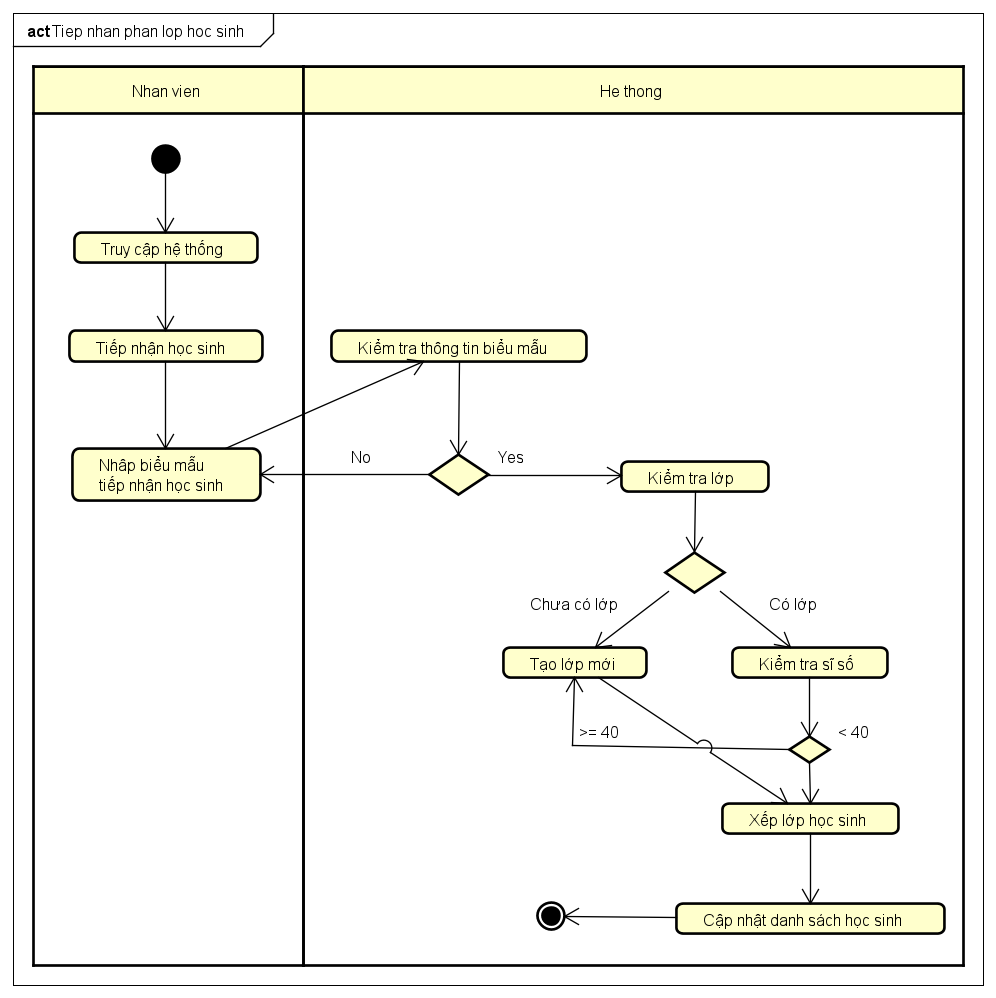 act Tiep nhan phan lop hoc sinh
Nhan vien
He thong
Truy cập hệ thống
Tiếp nhận học sinh
Kiểm tra thông tin biểu mẫu
Nhâp biểu mẫu
tiếp nhận học sinh
No
Yes
Kiểm tra lớp
Chưa có lớp
Có lớp
Tạo lớp mới
Kiểm tra sĩ số
>= 40
< 40
Xếp lớp học sinh
Cập nhật danh sách học sinh